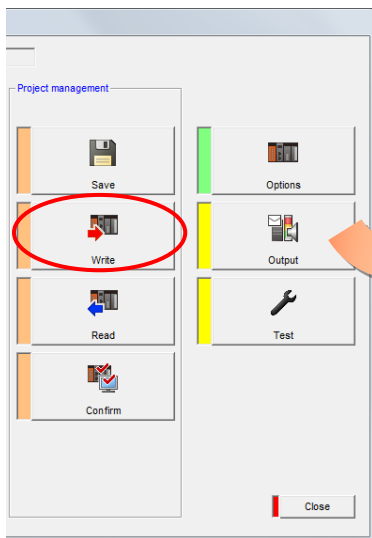 Project management
Save
Options
Write
Output
Read
Test
Confirm
Close